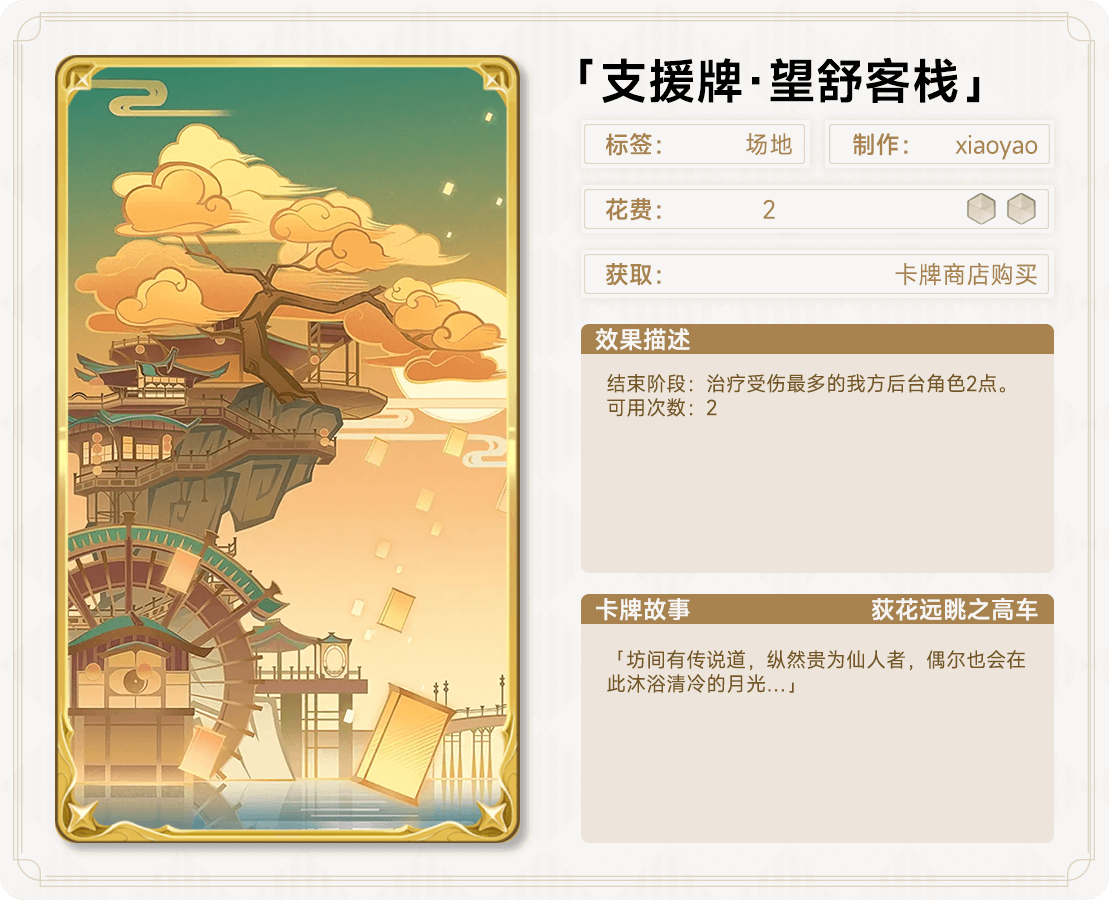 「支援牌·望舒客栈」
标签： 场地 制作： xiaoyao
花费： 2
获取： 卡牌商店购买
效果描述
结束阶段：治疗受伤最多的我方后台角色2点。
可用次数：2
卡牌故事 荻花远眺之高车
「坊间有传说道，纵然贵为仙人者，偶尔也会在
此沐浴清冷的月光...」